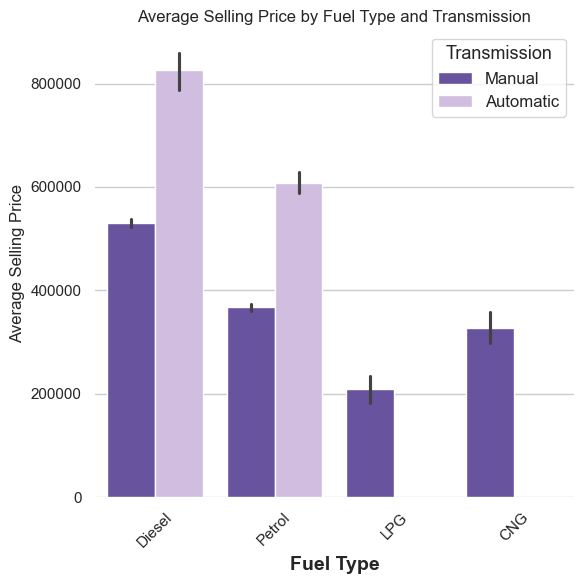 Average Selling Price by Fuel Type and Transmission
Transmission
Manual
Automatic
Average Selling Price
800000
600000
400000
200000
0
Diesel
Petrol
LPG
CNG
Fuel Type